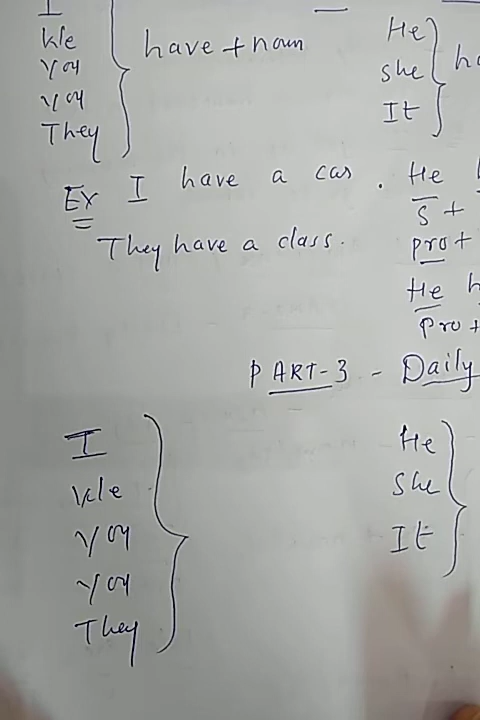 I
We
You have + noun
You
They
He
she
It
Ex I have a car .
They have a class.
He
S +
pro +
He
Pro +
PART-3 - Daily
I
We
You
You
They
He
She
It